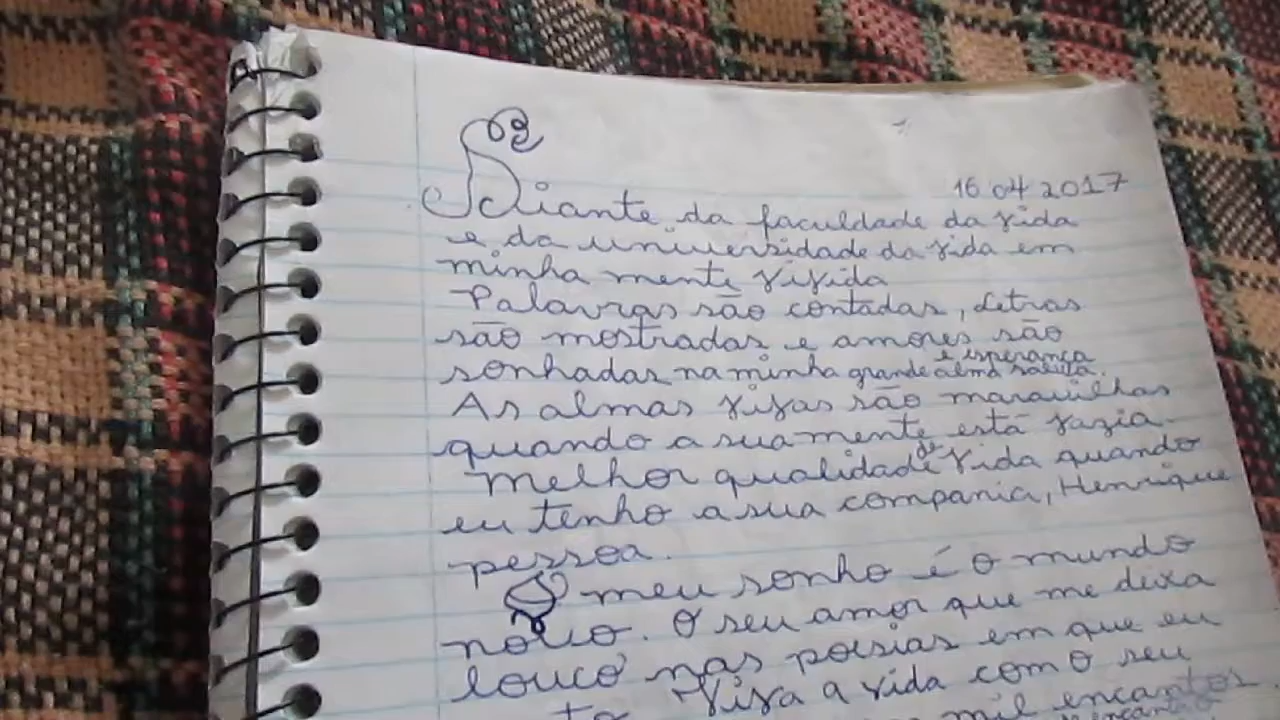 16 04 2017
Diante da faculdade da vida
e da universidade da vida em
minha mente vivida
Palavras são contadas, Letras
são mostradas e amores são
e esperança
sonhadas na minha grande alma
As almas vivas são maravilhas
quando a sua mente está vazia
Melhor qualidade de vida quando
eu tenho a sua compania, Henrique
pessoa.
O meu sonho é o mundo
novo. O seu amor que me deixa
louco nas poesias em que eu
Viva a vida com o seu
mil encantos